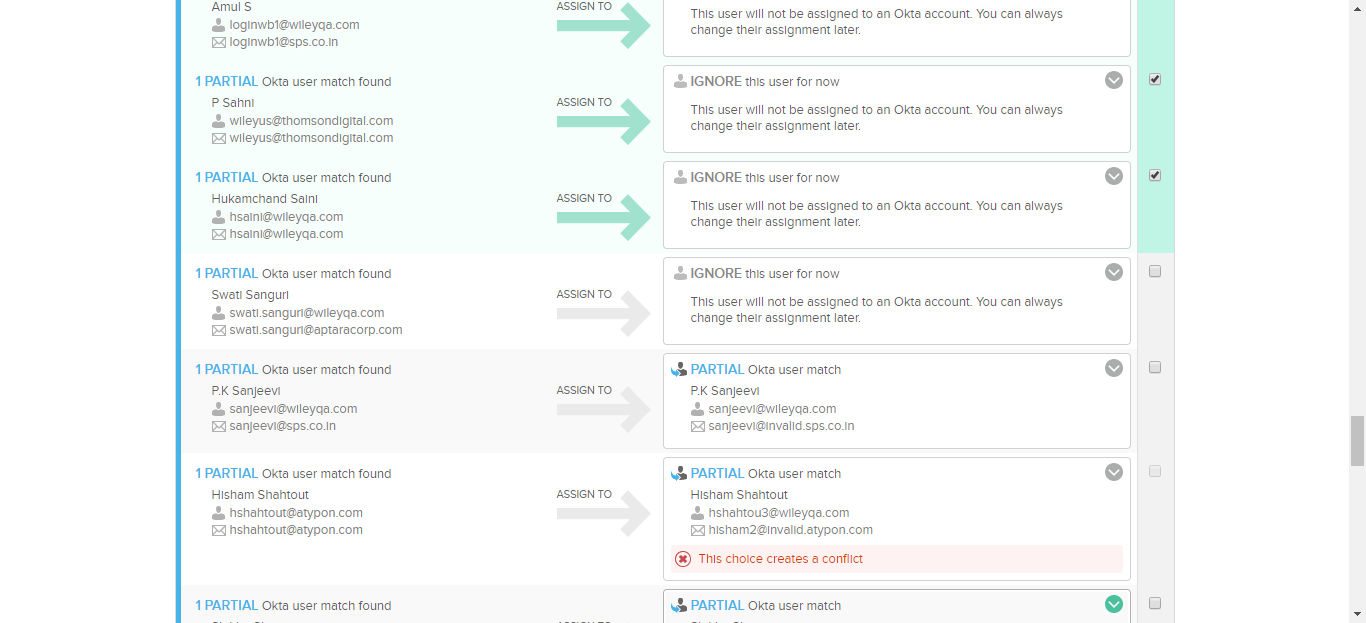 Amul S
loginwb1@wileyqa.com
loginwb1@sps.co.in
ASSIGN TO
This user will not be assigned to an Okta account. You can always
change their assignment later.
1 PARTIAL Okta user match found
P Sahni
wileyus@thomsondigital.com
wileyus@thomsondigital.com
ASSIGN TO
IGNORE this user for now
This user will not be assigned to an Okta account. You can always
change their assignment later.
1 PARTIAL Okta user match found
Hukamchand Saini
hsaini@wileyqa.com
hsaini@wileyqa.com
ASSIGN TO
IGNORE this user for now
This user will not be assigned to an Okta account. You can always
change their assignment later.
1 PARTIAL Okta user match found
Swati Sanguri
swati.sanguri@wileyqa.com
swati.sanguri@aptaracorp.com
ASSIGN TO
IGNORE this user for now
This user will not be assigned to an Okta account. You can always
change their assignment later.
1 PARTIAL Okta user match found
P.K Sanjeevi
sanjeevi@wileyqa.com
sanjeevi@sps.co.in
ASSIGN TO
PARTIAL Okta user match
P.K Sanjeevi
sanjeevi@wileyqa.com
sanjeevi@invalid.sps.co.in
1 PARTIAL Okta user match found
Hisham Shahtout
hshahtout@atypon.com
hshahtout@atypon.com
ASSIGN TO
PARTIAL Okta user match
Hisham Shahtout
hshahtou3@wileyqa.com
hisham2@invalid.atypon.com
This choice creates a conflict
1 PARTIAL Okta user match found
PARTIAL Okta user match